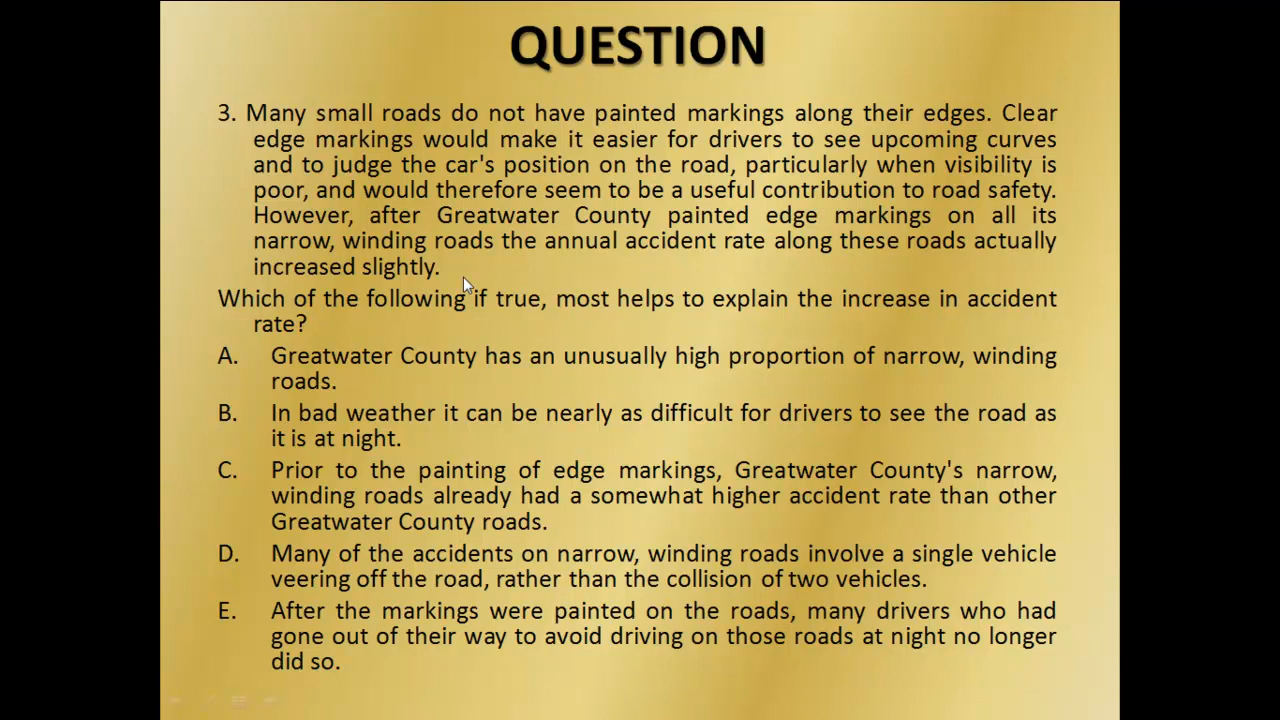 QUESTION
3. Many small roads do not have painted markings along their edges. Clear
edge markings would make it easier for drivers to see upcoming curves
and to judge the car's position on the road, particularly when visibility is
poor, and would therefore seem to be a useful contribution to road safety.
However, after Greatwater County painted edge markings on all its
narrow, winding roads the annual accident rate along these roads actually
increased slightly.
Which of the following if true, most helps to explain the increase in accident
rate?
A. Greatwater County has an unusually high proportion of narrow, winding
roads.
B. In bad weather it can be nearly as difficult for drivers to see the road as
it is at night.
C. Prior to the painting of edge markings, Greatwater County's narrow,
winding roads already had a somewhat higher accident rate than other
Greatwater County roads.
D. Many of the accidents on narrow, winding roads involve a single vehicle
veering off the road, rather than the collision of two vehicles.
E. After the markings were painted on the roads, many drivers who had
gone out of their way to avoid driving on those roads at night no longer
did so.